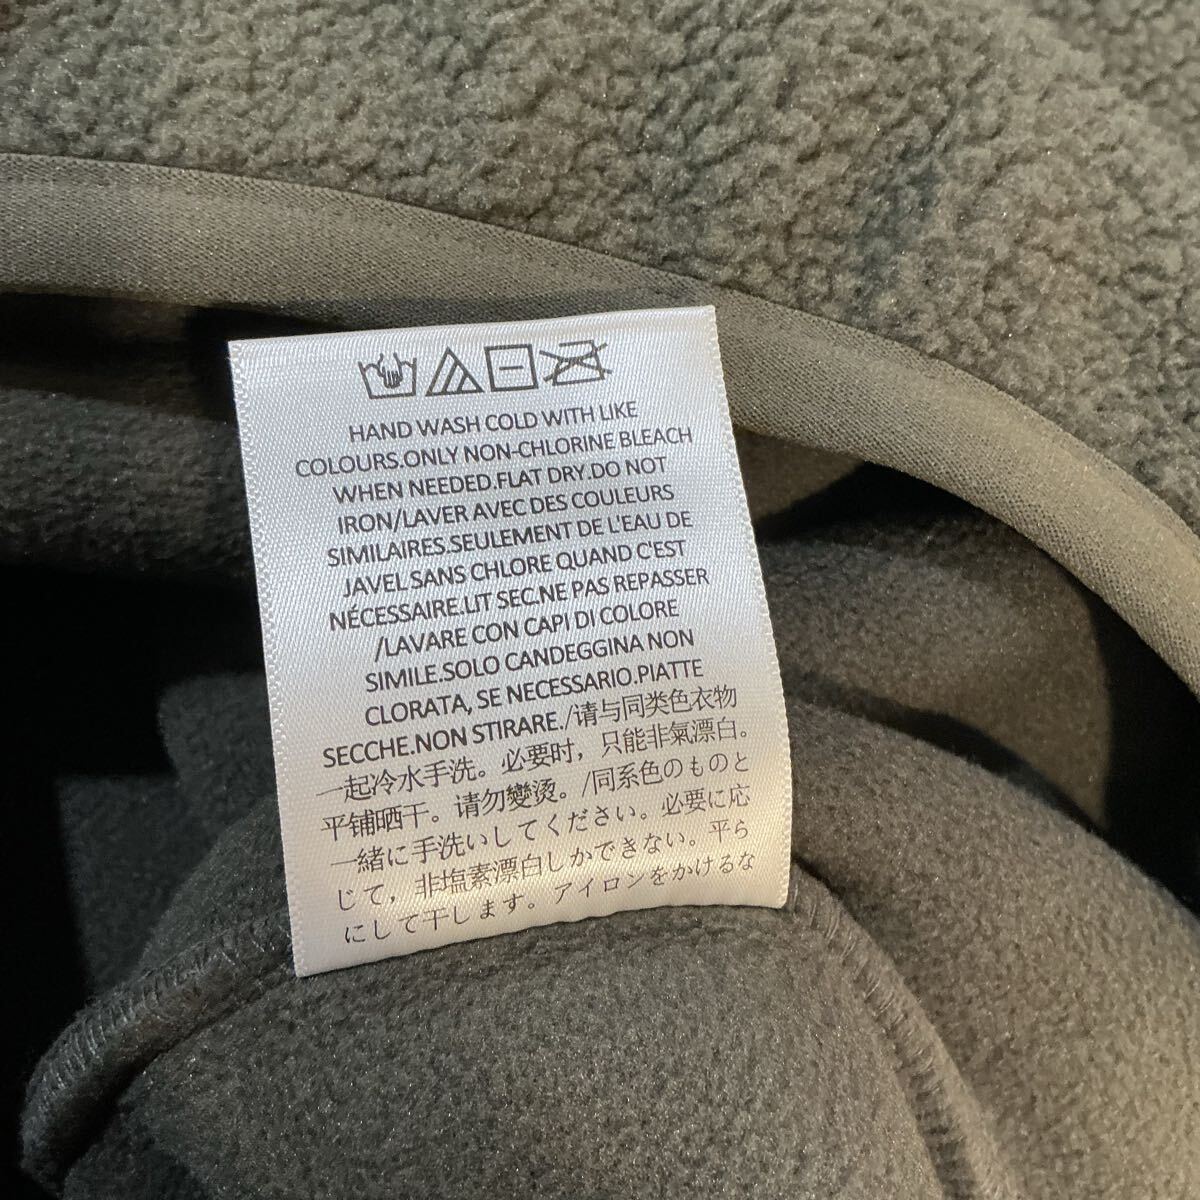 HAND WASH COLD WITH LIKE
COLOURS.ONLY NON-CHLORINE BLEACH
WHEN NEEDED.FLAT DRY.DO NOT
IRON/LAVER AVEC DES COULEURS
SIMILAIRES.SEULEMENT DE L'EAU DE
JAVEL SANS CHLORE QUAND C'EST
NÉCESSAIRE.LIT SEC.NE PAS REPASSER
/LAVARE CON CAPI DI COLORE
SIMILE.SOLO CANDEGGINA NON
CLORATA, SE NECESSARIO.PIATTE
SECCHE.NON STIRARE./请与同类色衣物
一起冷水手洗。必要时，只能非氯漂白。
平铺晒干。请勿變烫。/同系色のものと
一緒に手洗いしてください。必要に応
じて，非塩素漂白しかできない。平ら
にして干します。アイロンをかけるな